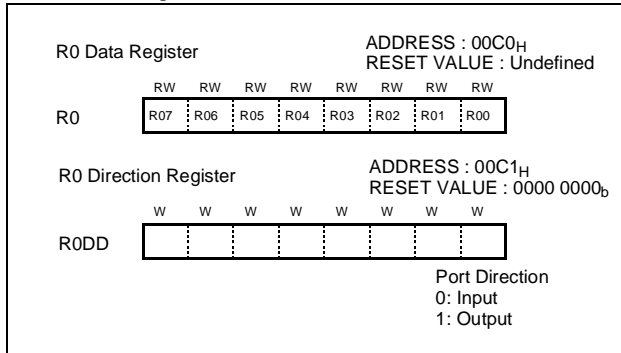 R0 Data Register
ADDRESS : 00C0H
RESET VALUE : Undefined
RW RW RW RW RW RW RW RW
R0 R07 R06 R05 R04 R03 R02 R01 R00
R0 Direction Register
ADDRESS : 00C1H
RESET VALUE : 0000 0000b
W W W W W W W W
R0DD
Port Direction
0: Input
1: Output